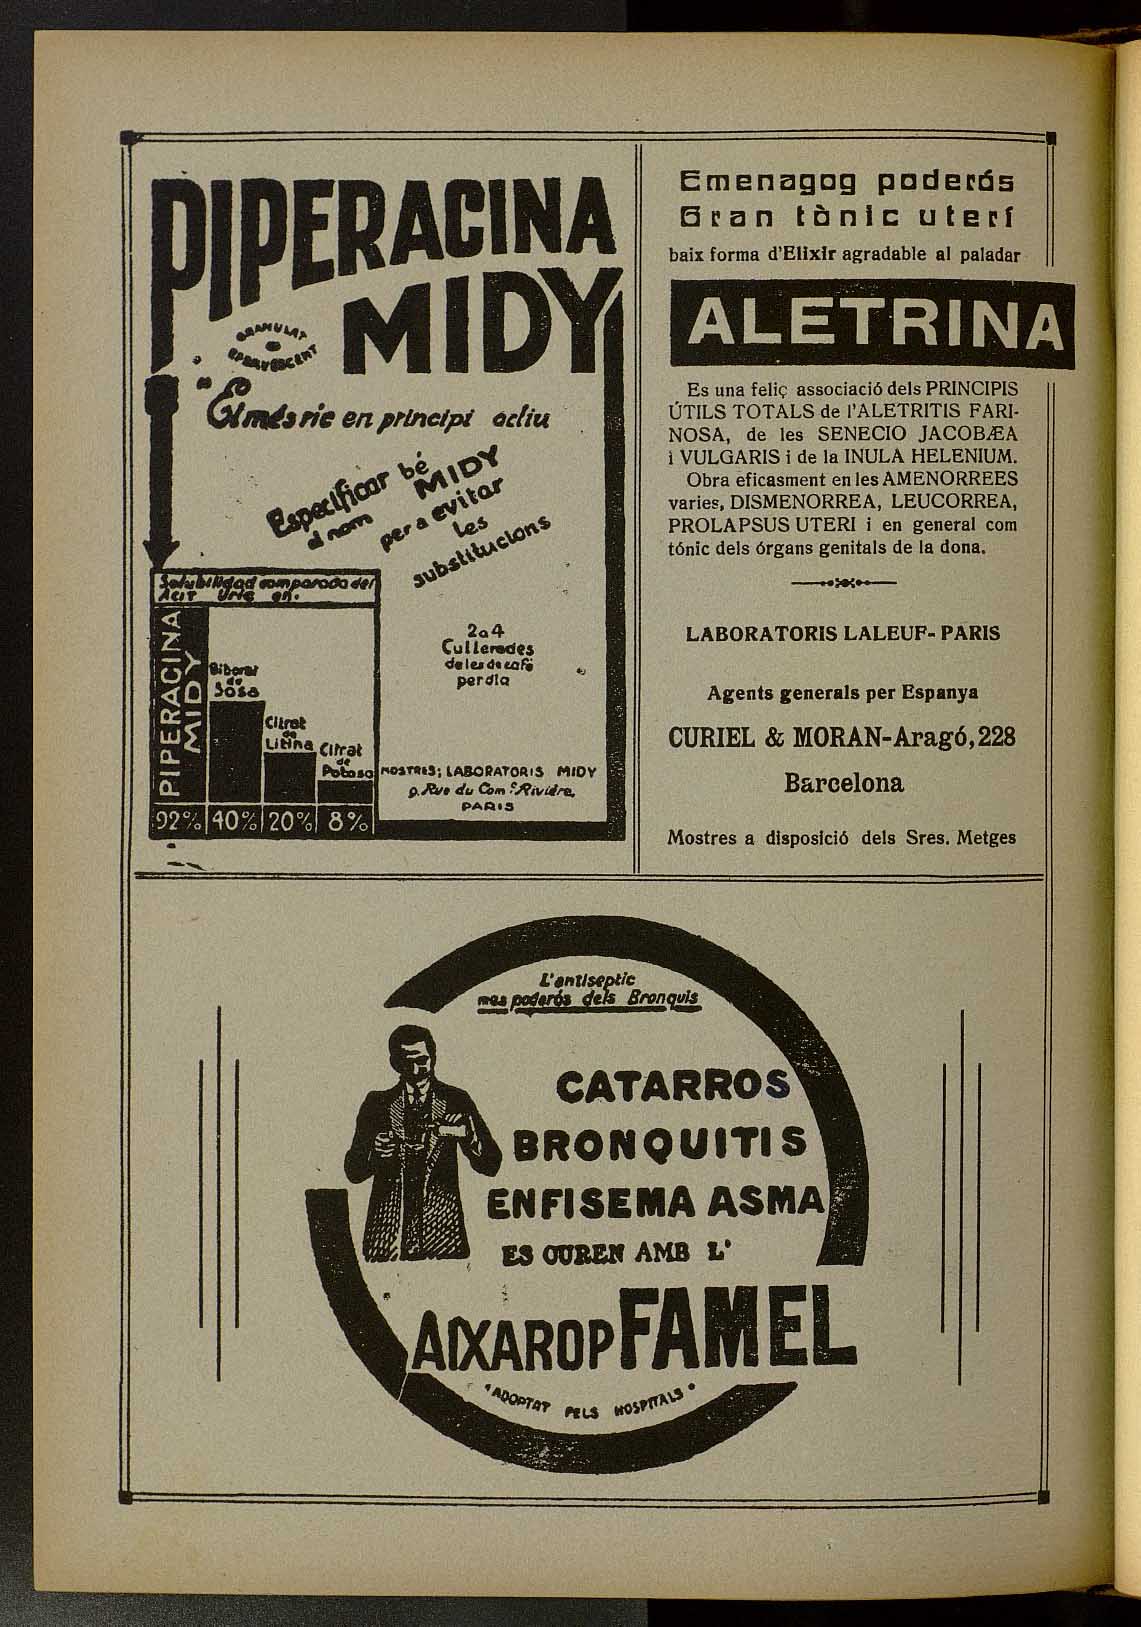 PIPERACINA
MIDY
GRANULAT
EFERVESCENT
El més ric en principi actiu
Especificar bé
el nom MIDY
per a evitar
les
substitucions
Solubilidad comparada del
Acit Uric en.
PIPERACINA
MIDY
Biborat
de
Sosa
Citrat
de
Litina
Citrat
de
Potasa
92% 40% 20% 8%
2 a 4
Cullerades
de les de café
per dia
MOSTRES; LABORATORIS MIDY
9. Rue du Com.t Rivière.
PARIS
Emenagog poderós
Gran tònic uterí
baix forma d'Elixir agradable al paladar
ALETRINA
Es una feliç associació dels PRINCIPIS
ÚTILS TOTALS de l'ALETRITIS FARI-
NOSA, de les SENECIO JACOBÆA
i VULGARIS i de la INULA HELENIUM.
Obra eficasment en les AMENORREES
varies, DISMENORREA, LEUCORREA,
PROLAPSUS UTERI i en general com
tónic dels órgans genitals de la dona.
LABORATORIS LALEUF-PARIS
Agents generals per Espanya
CURIEL & MORAN-Aragó, 228
Barcelona
Mostres a disposició dels Sres. Metges
L'antiseptic
mes poderós dels Bronquis
CATARROS
BRONQUITIS
ENFISEMA ASMA
ES CUREN AMB L'
AIXAROP FAMEL
ADOPTAT PELS HOSPITALS